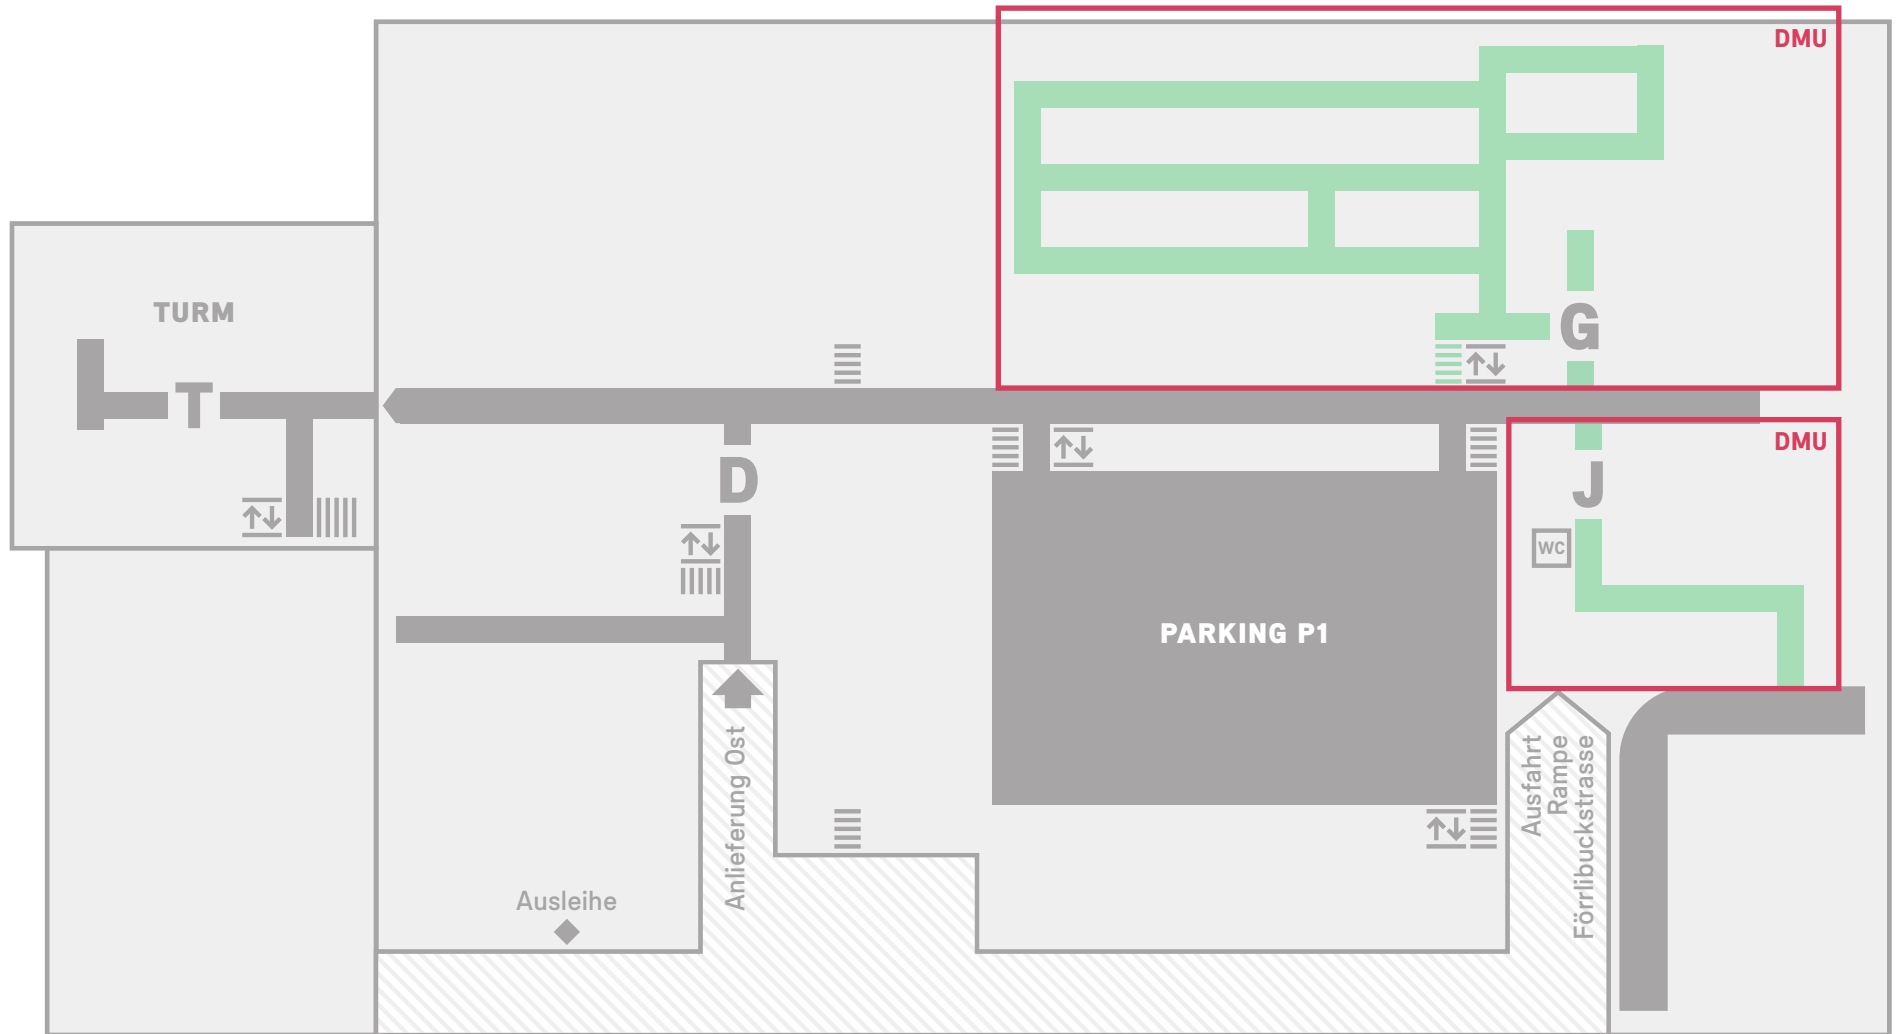 DMU
TURM
G
T
DMU
D
J
WC
PARKING P1
Anlieferung Ost
Ausfahrt
Rampe
Förrlibuckstrasse
Ausleihe